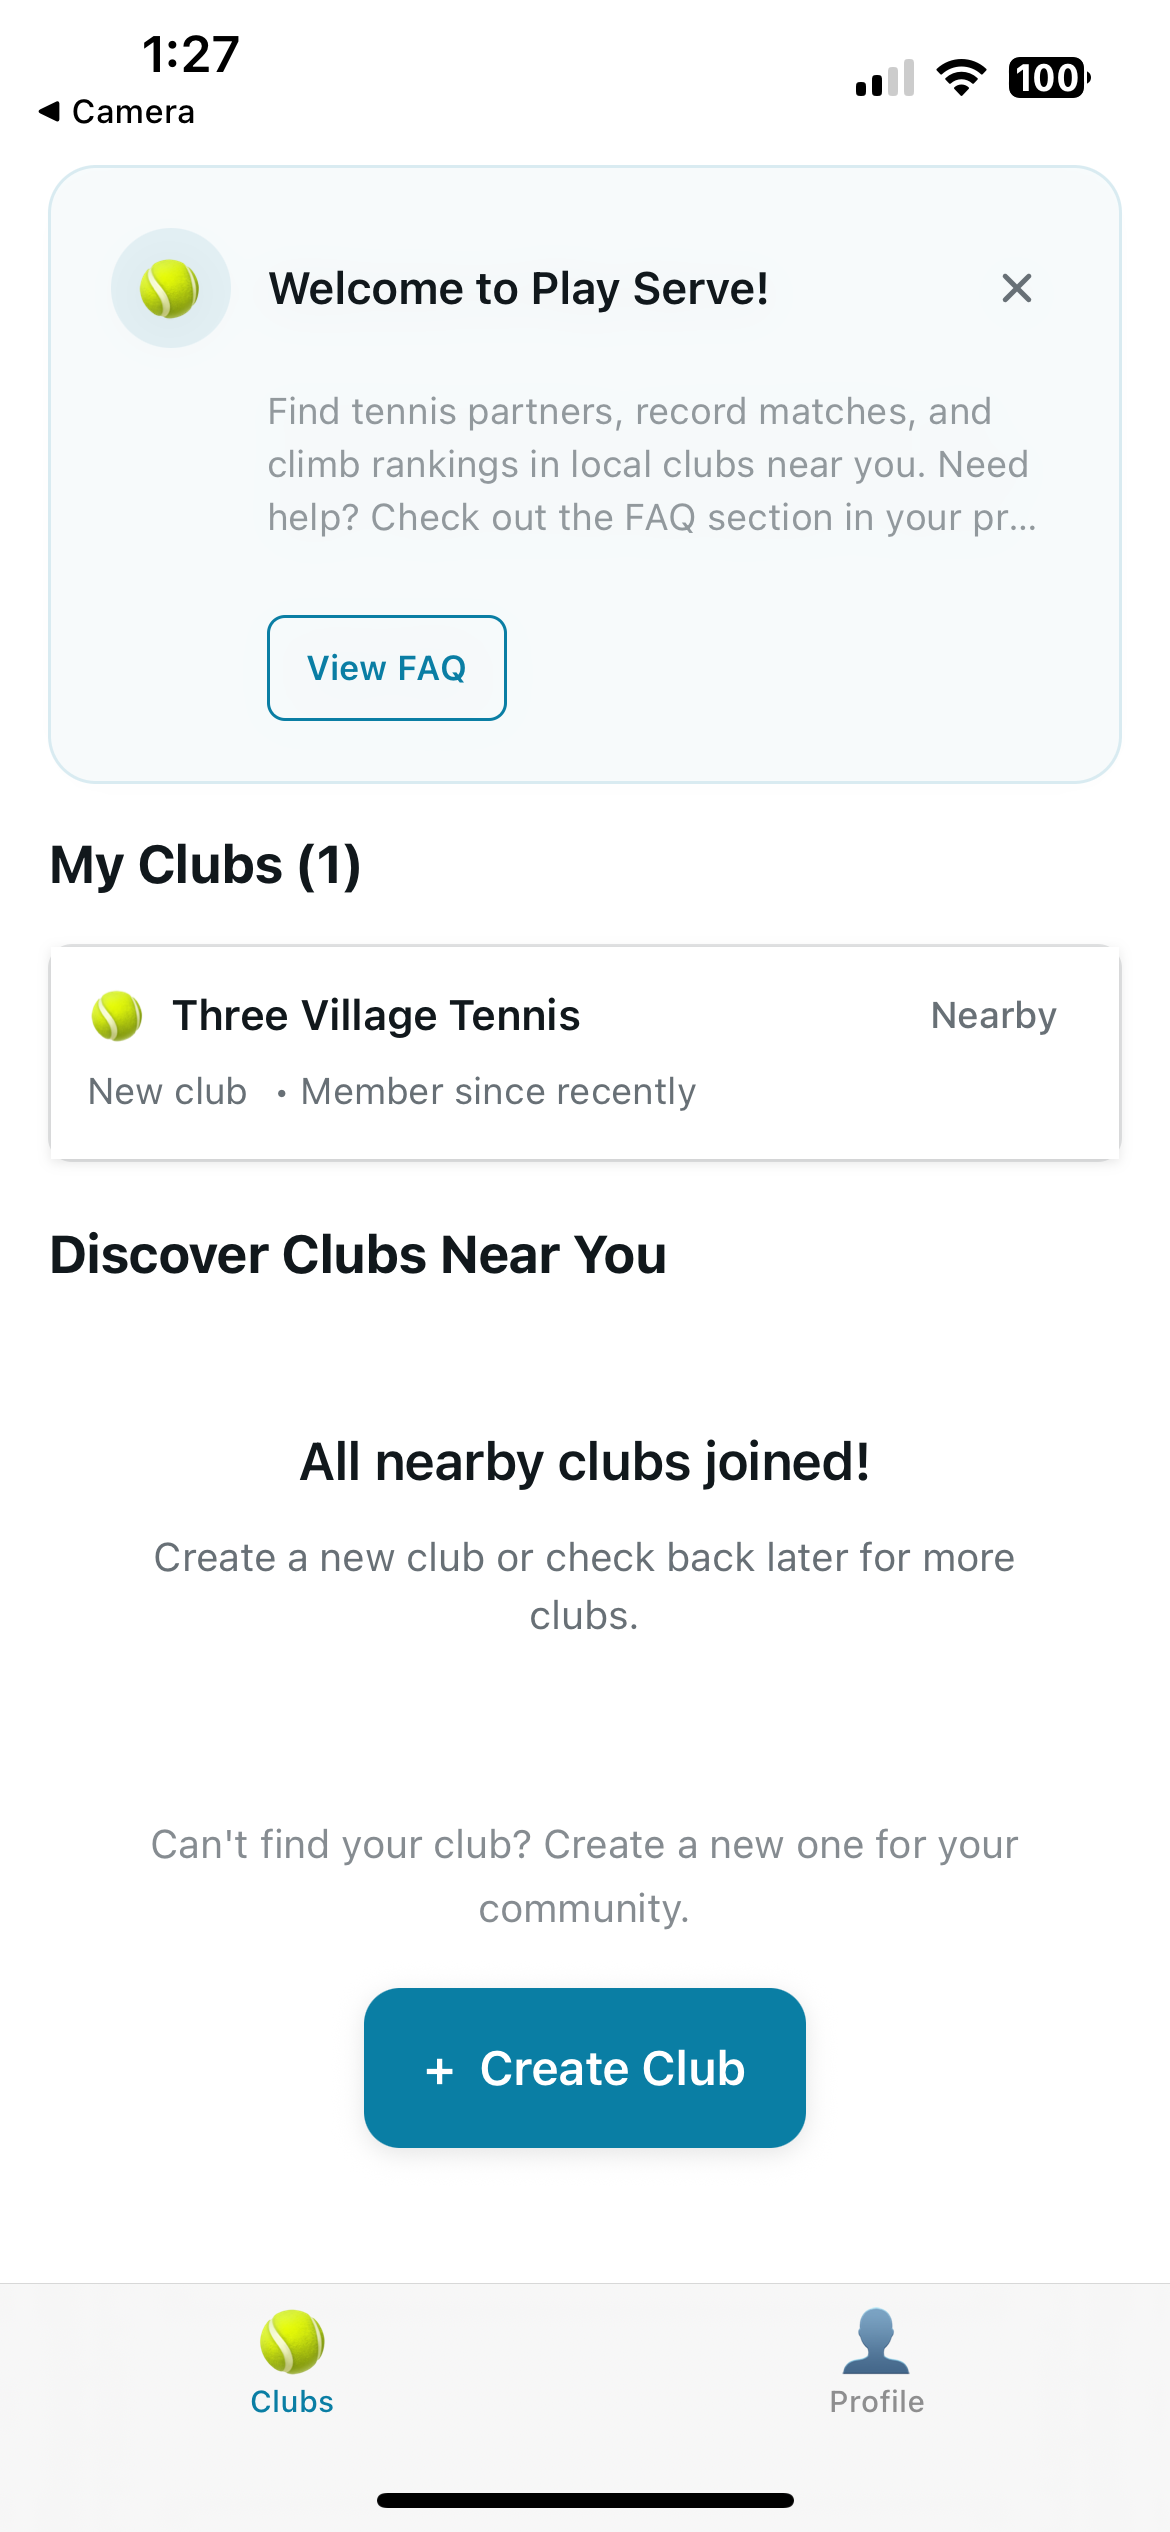 1:27
100
◀ Camera
Welcome to Play Serve!
Find tennis partners, record matches, and
climb rankings in local clubs near you. Need
help? Check out the FAQ section in your pr...
View FAQ
My Clubs (1)
Three Village Tennis
Nearby
New club • Member since recently
Discover Clubs Near You
All nearby clubs joined!
Create a new club or check back later for more
clubs.
Can't find your club? Create a new one for your
community.
+ Create Club
Clubs
Profile